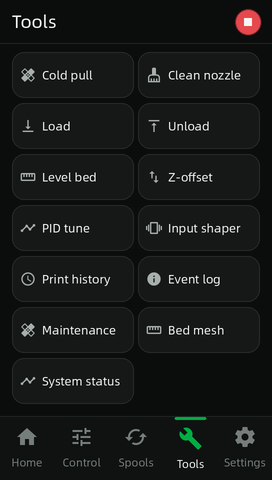 Tools
Cold pull
Clean nozzle
Load
Unload
Level bed
Z-offset
PID tune
Input shaper
Print history
Event log
Maintenance
Bed mesh
System status
Home
Control
Spools
Tools
Settings